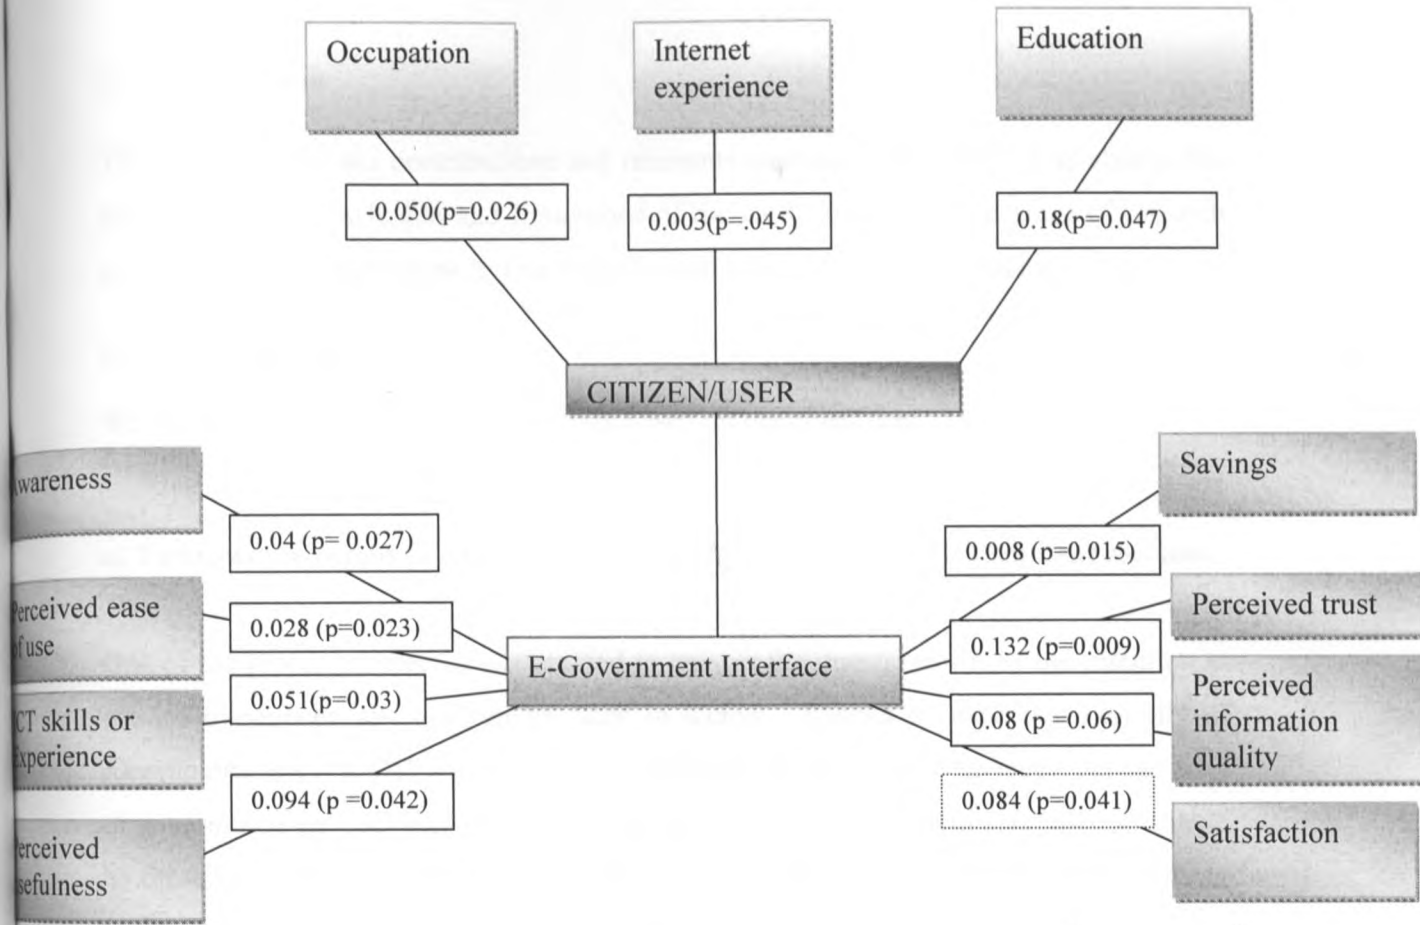 Occupation
Internet
experience
Education
-0.050(p=0.026)
0.003(p=.045)
0.18(p=0.047)
CITIZEN/USER
wareness
0.04 (p= 0.027)
Perceived ease
of use
0.028 (p=0.023)
CT skills or
Experience
0.051(p=0.03)
erceived
sefulness
0.094 (p =0.042)
E-Government Interface
Savings
0.008 (p=0.015)
Perceived trust
0.132 (p=0.009)
Perceived
information
quality
0.08 (p =0.06)
Satisfaction
0.084 (p=0.041)